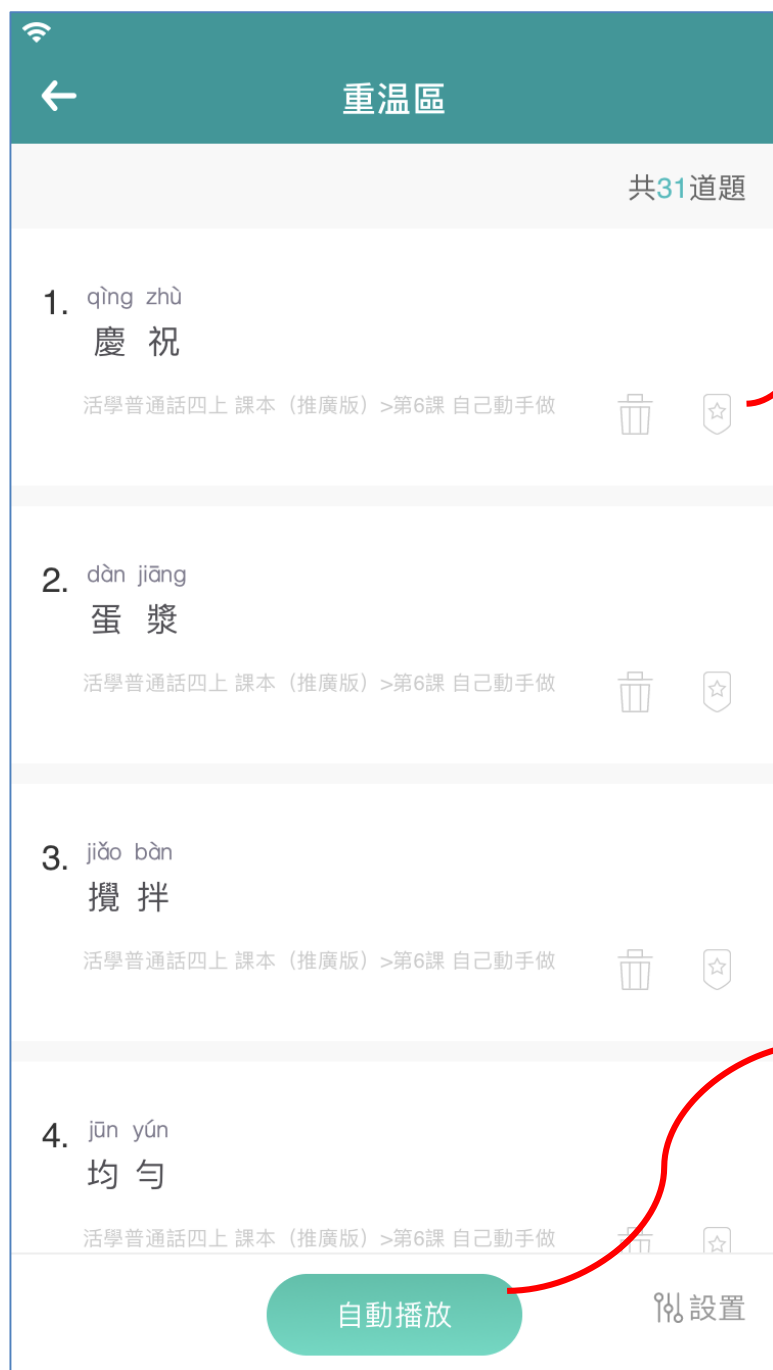 重温區
共31道題
1. qìng zhù
慶 祝
活學普通話四上 課本（推廣版）>第6課 自己動手做
2. dàn jiāng
蛋 漿
活學普通話四上 課本（推廣版）>第6課 自己動手做
3. jiǎo bàn
攪 拌
活學普通話四上 課本（推廣版）>第6課 自己動手做
4. jūn yún
均 勻
活學普通話四上 課本（推廣版）>第6課 自己動手做
自動播放
設置